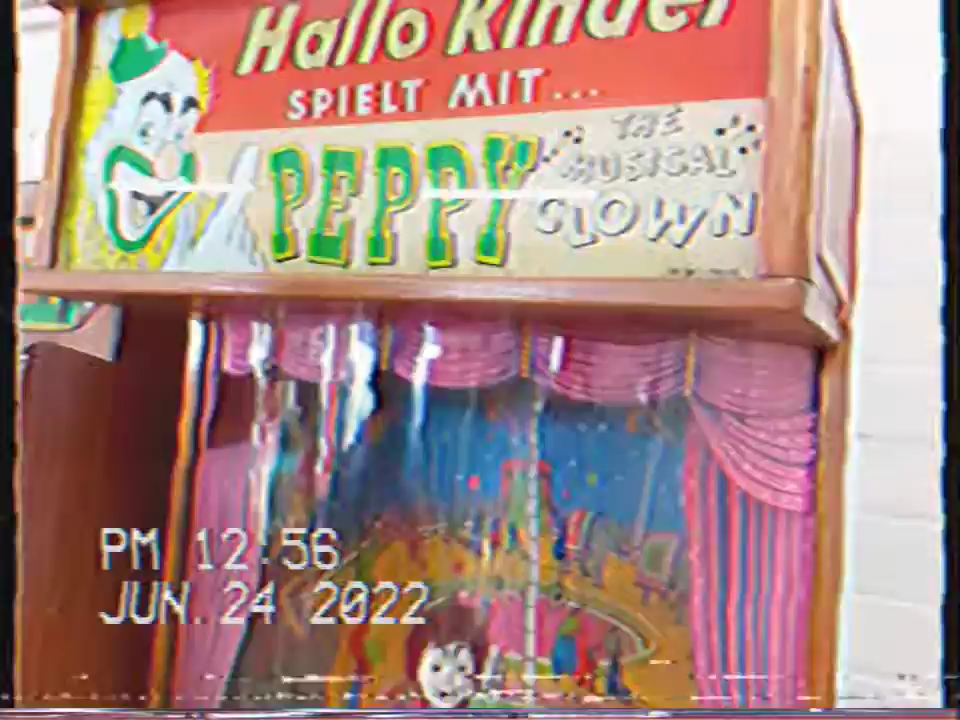 Hallo Kinder
SPIELT MIT...
PEPPY
THE
MUSICAL
CLOWN
PM 12:56
JUN. 24 2022